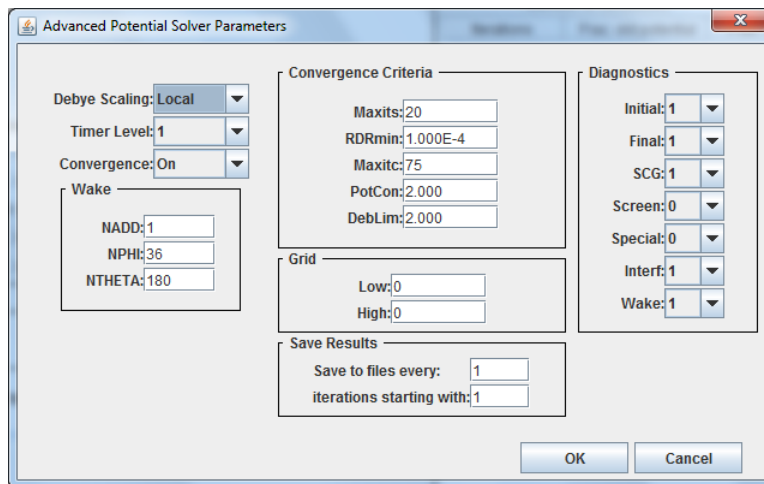 Advanced Potential Solver Parameters
Debye Scaling: Local
Timer Level: 1
Convergence: On
Wake
NADD: 1
NPHI: 36
NTHETA: 180
Convergence Criteria
Maxits: 20
RDRmin: 1.000E-4
Maxitc: 75
PotCon: 2.000
DebLim: 2.000
Grid
Low: 0
High: 0
Save Results
Save to files every: 1
iterations starting with: 1
Diagnostics
Initial: 1
Final: 1
SCG: 1
Screen: 0
Special: 0
Interf: 1
Wake: 1
OK
Cancel